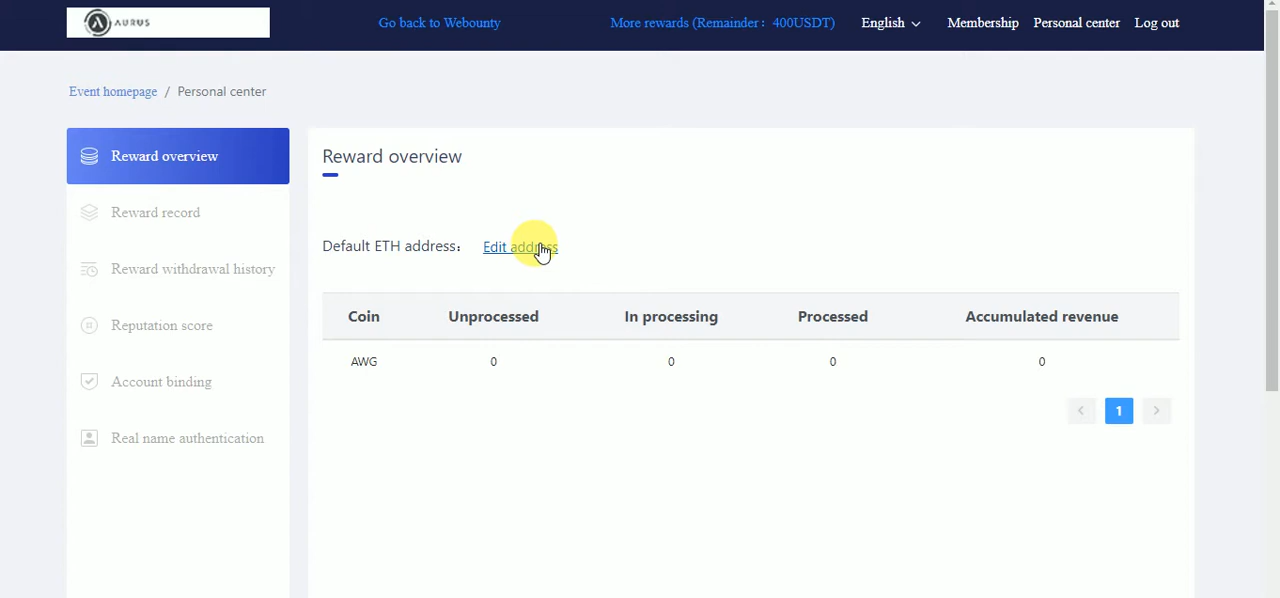 AURUS
Go back to Webounty
More rewards (Remainder： 400USDT)
English
Membership
Personal center
Log out
Event homepage / Personal center
Reward overview
Reward record
Reward withdrawal history
Reputation score
Account binding
Real name authentication
Reward overview
Default ETH address： Edit address
Coin Unprocessed In processing Processed Accumulated revenue
AWG 0 0 0 0
< 1 >